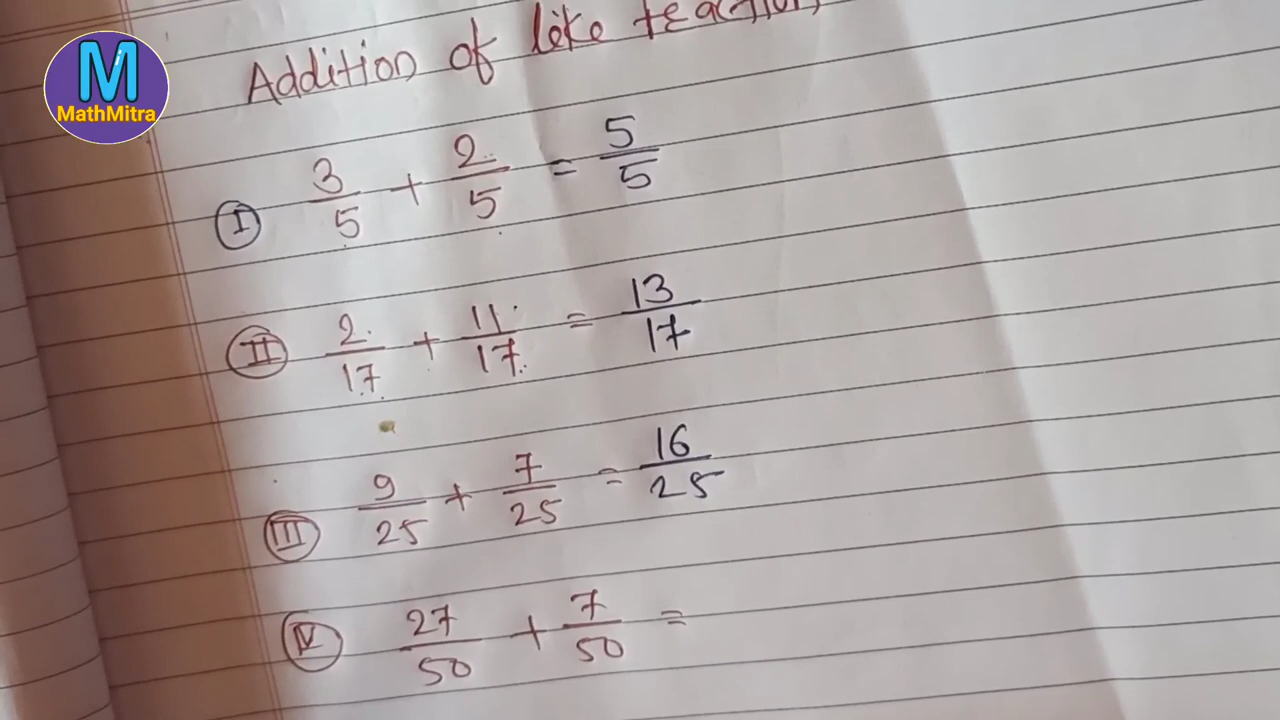 M
MathMitra
Addition of like fraction
I 3/5 + 2/5 = 5/5
II 2/17 + 11/17 = 13/17
III 9/25 + 7/25 = 16/25
IV 27/50 + 7/50 =